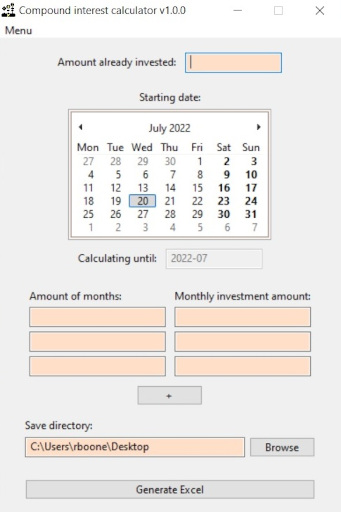 Compound interest calculator v1.0.0
Menu
Amount already invested:
Starting date:
July 2022
Mon Tue Wed Thu Fri Sat Sun
27 28 29 30 1 2 3
4 5 6 7 8 9 10
11 12 13 14 15 16 17
18 19 20 21 22 23 24
25 26 27 28 29 30 31
1 2 3 4 5 6 7
Calculating until: 2022-07
Amount of months: Monthly investment amount:
+
Save directory:
C:\Users\rboone\Desktop Browse
Generate Excel